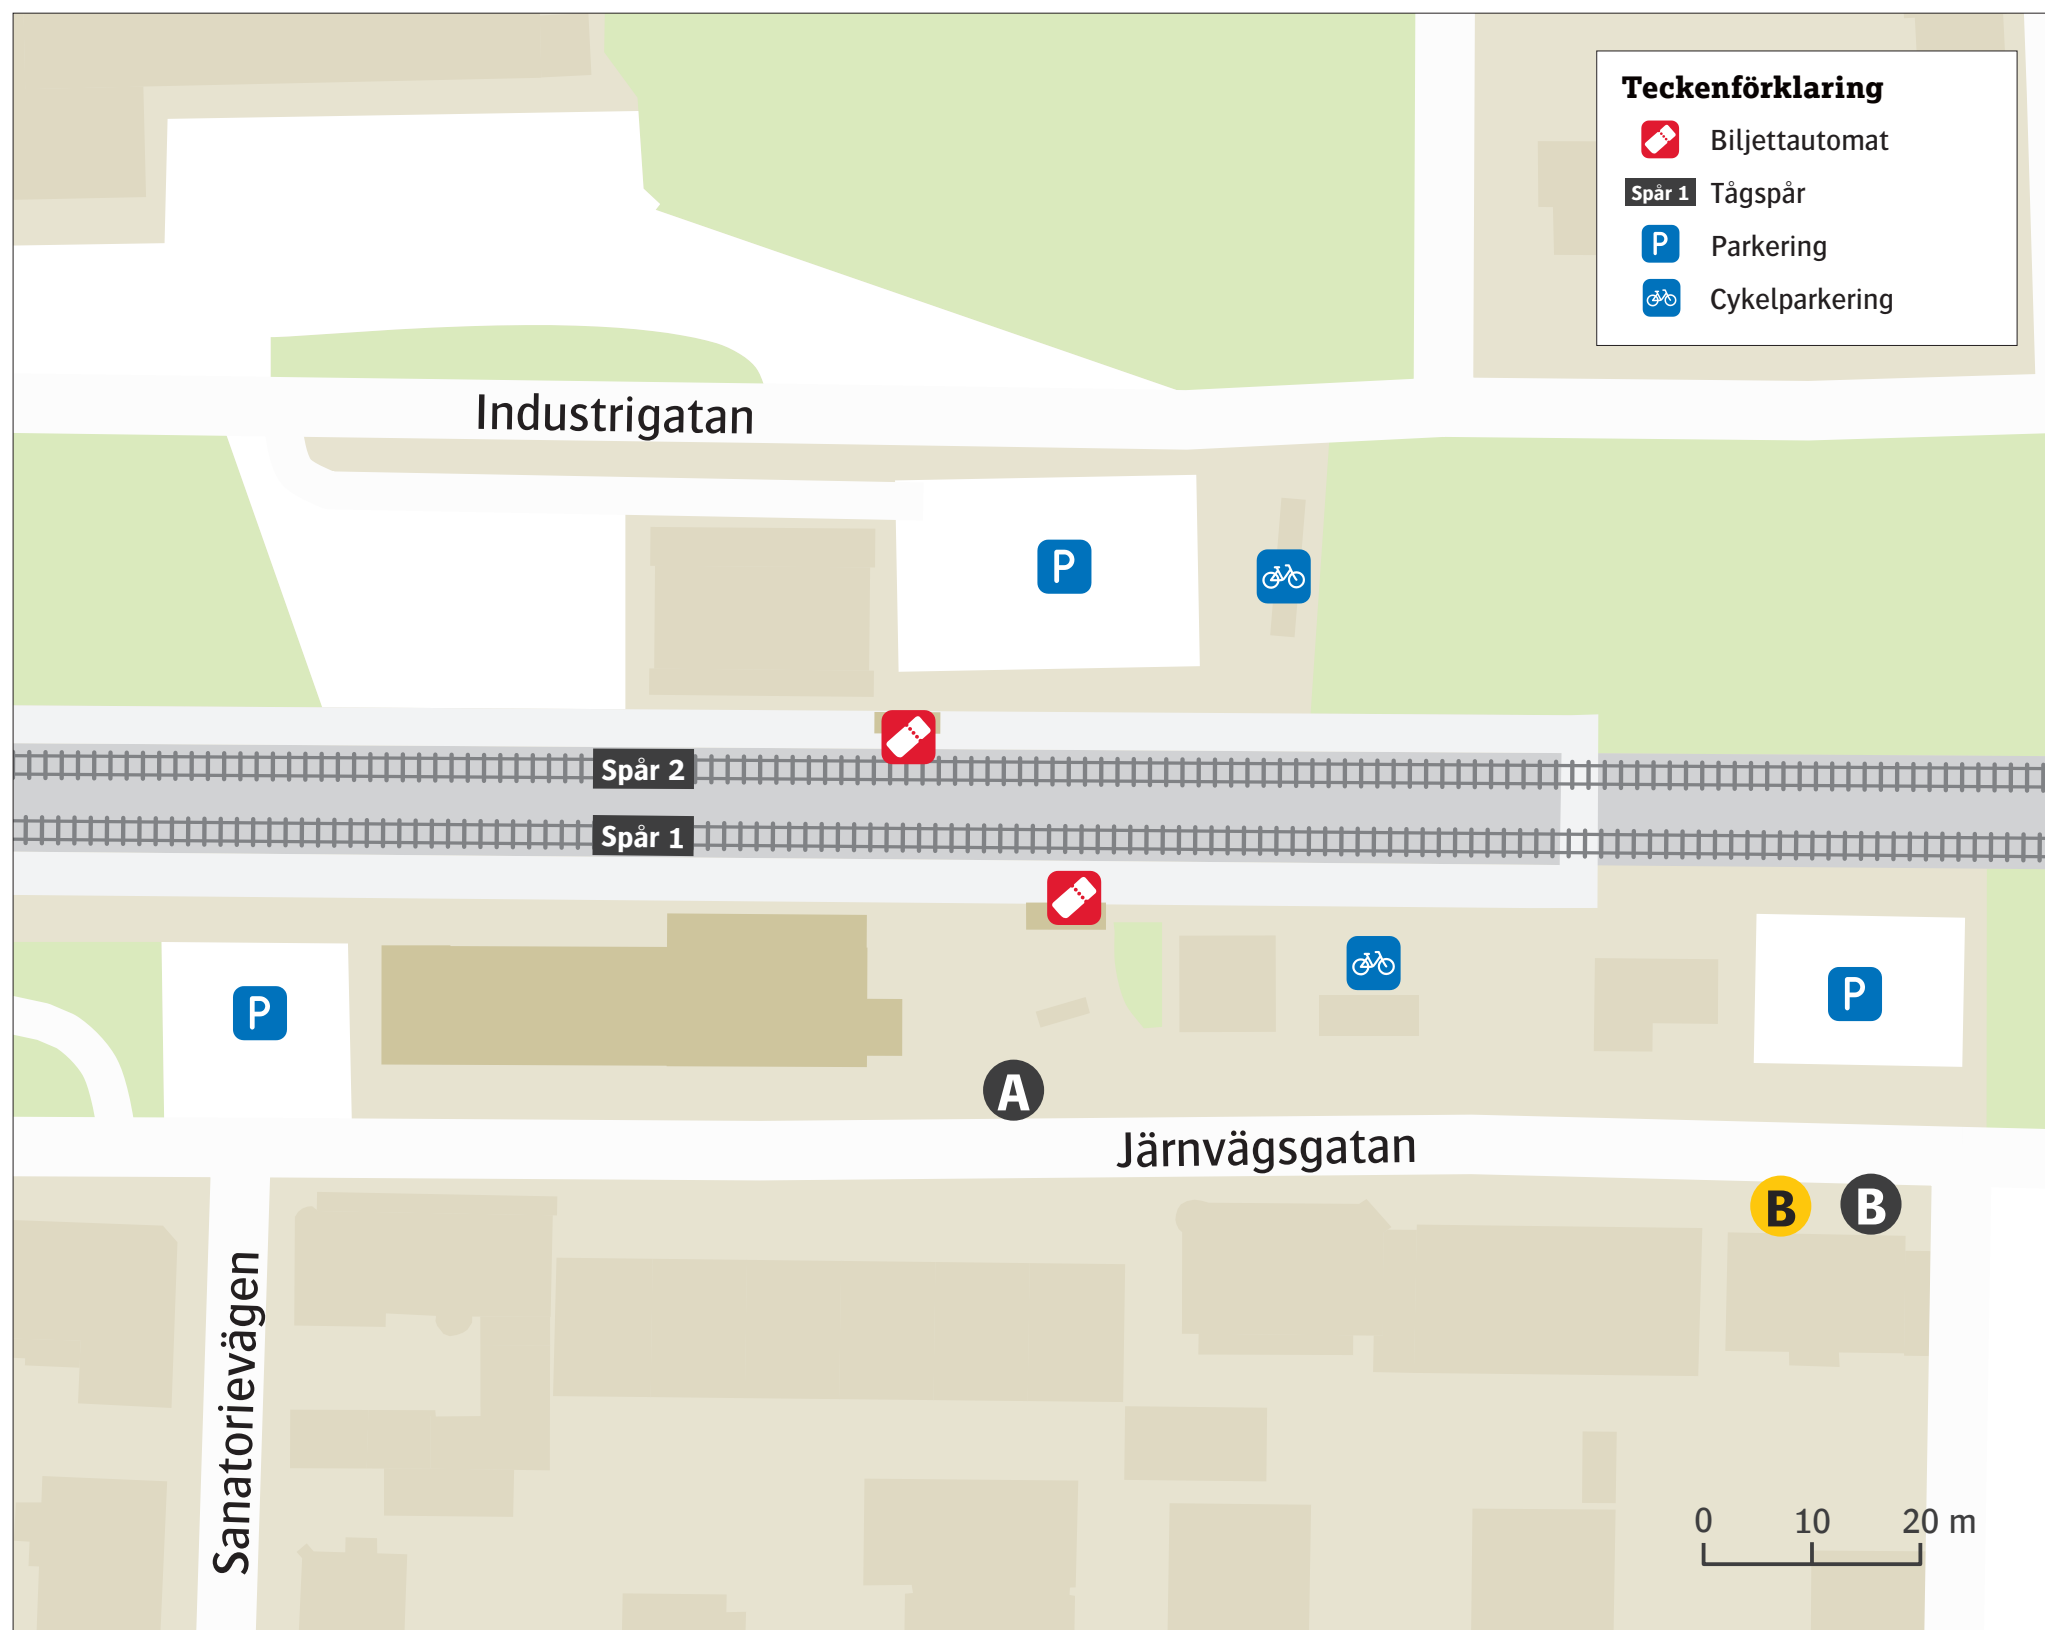 Teckenförklaring
Biljettautomat
Spår 1 Tågspår
P Parkering
Cykelparkering
Industrigatan
P
Spår 2
Spår 1
P
P
A
Järnvägsgatan
B B
Sanatorievägen
0 10 20 m